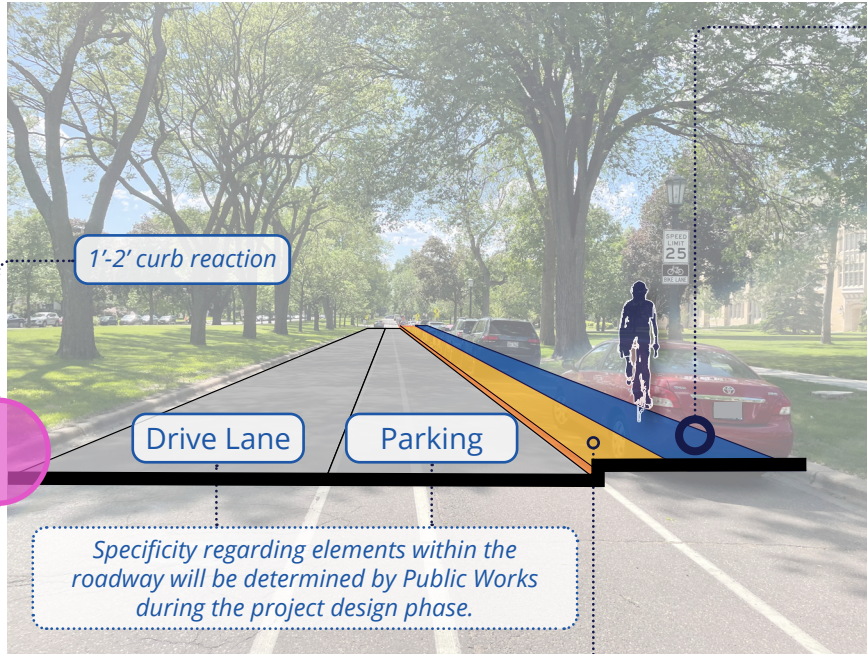 SPEED
LIMIT
25
BIKE LANE
1'-2' curb reaction
Drive Lane
Parking
Specificity regarding elements within the
roadway will be determined by Public Works
during the project design phase.